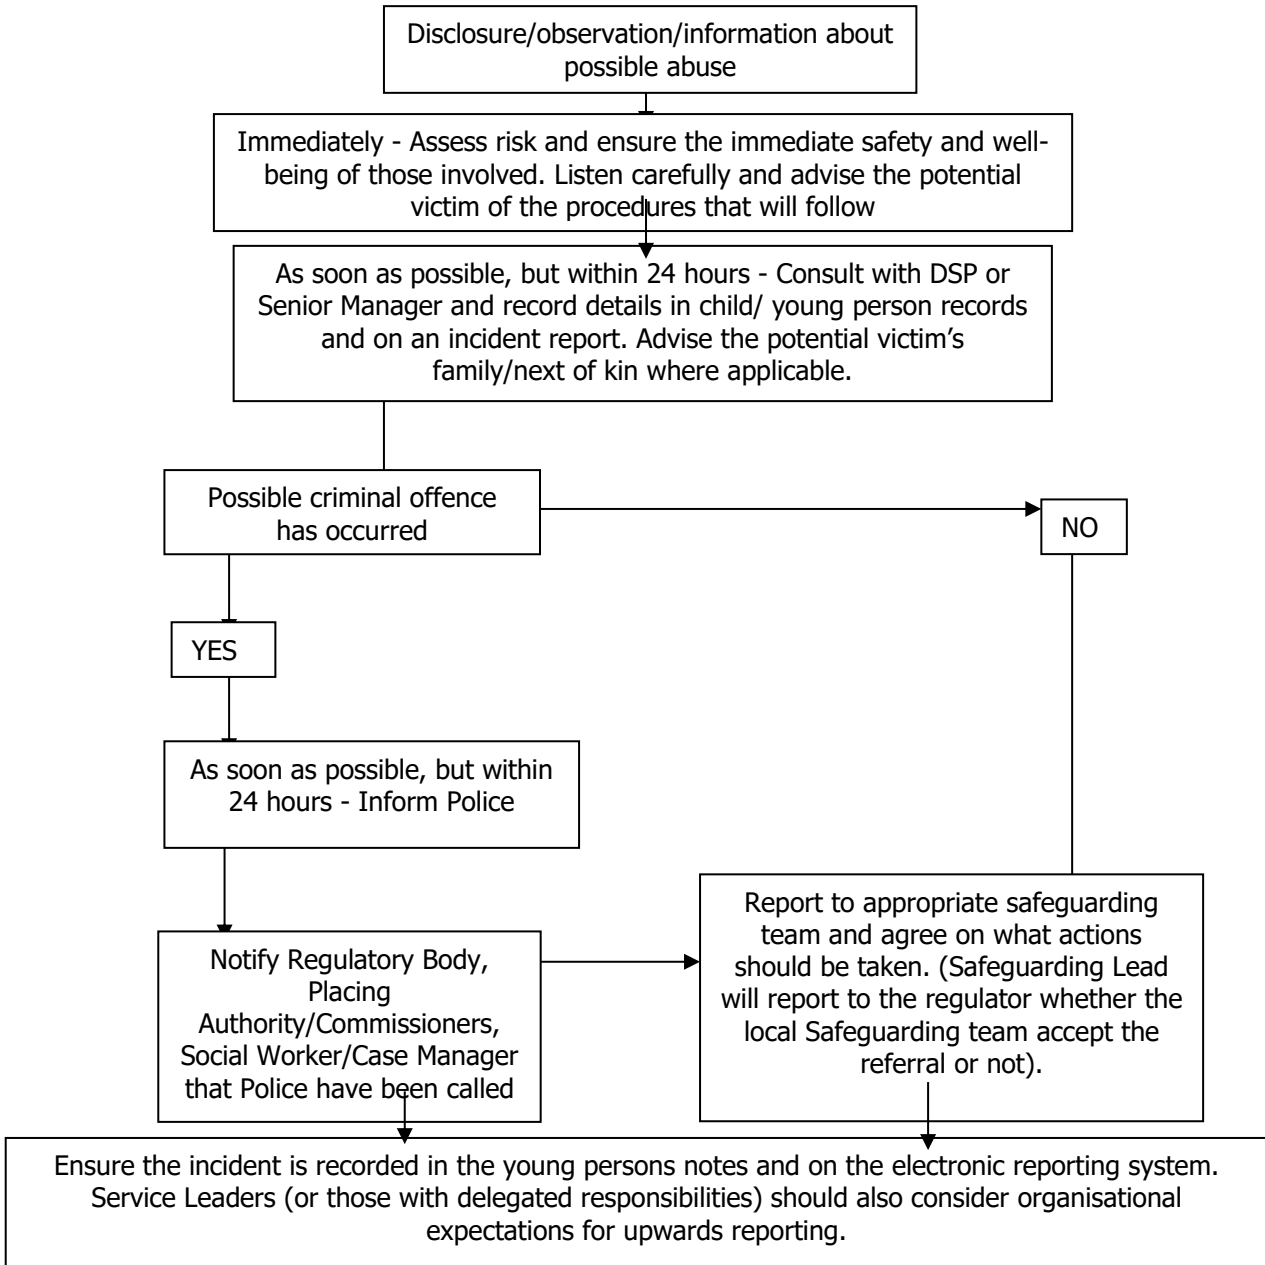 Disclosure/observation/information about
possible abuse
Immediately - Assess risk and ensure the immediate safety and well-
being of those involved. Listen carefully and advise the potential
victim of the procedures that will follow
As soon as possible, but within 24 hours - Consult with DSP or
Senior Manager and record details in child/ young person records
and on an incident report. Advise the potential victim’s
family/next of kin where applicable.
Possible criminal offence
has occurred
NO
YES
As soon as possible, but within
24 hours - Inform Police
Notify Regulatory Body,
Placing
Authority/Commissioners,
Social Worker/Case Manager
that Police have been called
Report to appropriate safeguarding
team and agree on what actions
should be taken. (Safeguarding Lead
will report to the regulator whether the
local Safeguarding team accept the
referral or not).
Ensure the incident is recorded in the young persons notes and on the electronic reporting system.
Service Leaders (or those with delegated responsibilities) should also consider organisational
expectations for upwards reporting.